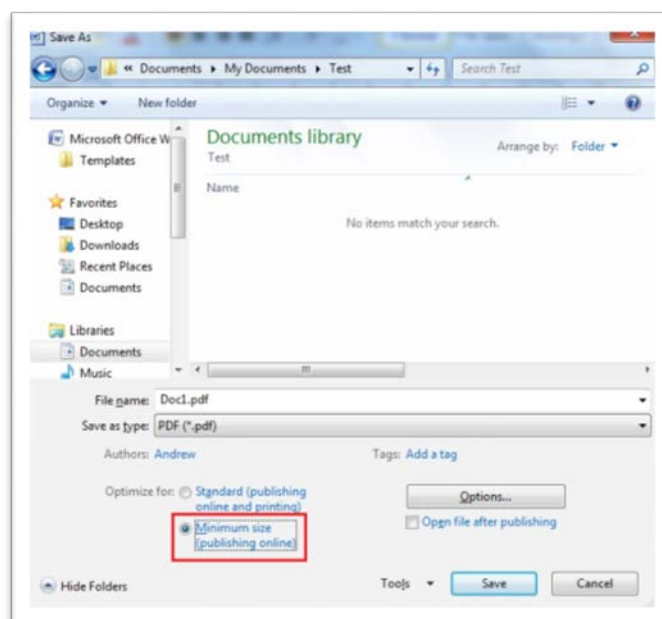 Save As
« Documents ▸ My Documents ▸ Test
Search Test
Organize
New folder
Microsoft Office W
Templates
Favorites
Desktop
Downloads
Recent Places
Documents
Libraries
Documents
Music
Documents library
Test
Arrange by: Folder
Name
No items match your search.
File name: Doc1.pdf
Save as type: PDF (*.pdf)
Authors: Andrew
Tags: Add a tag
Optimize for:
Standard (publishing
online and printing)
Minimum size
(publishing online)
Options...
Open file after publishing
Hide Folders
Tools
Save
Cancel